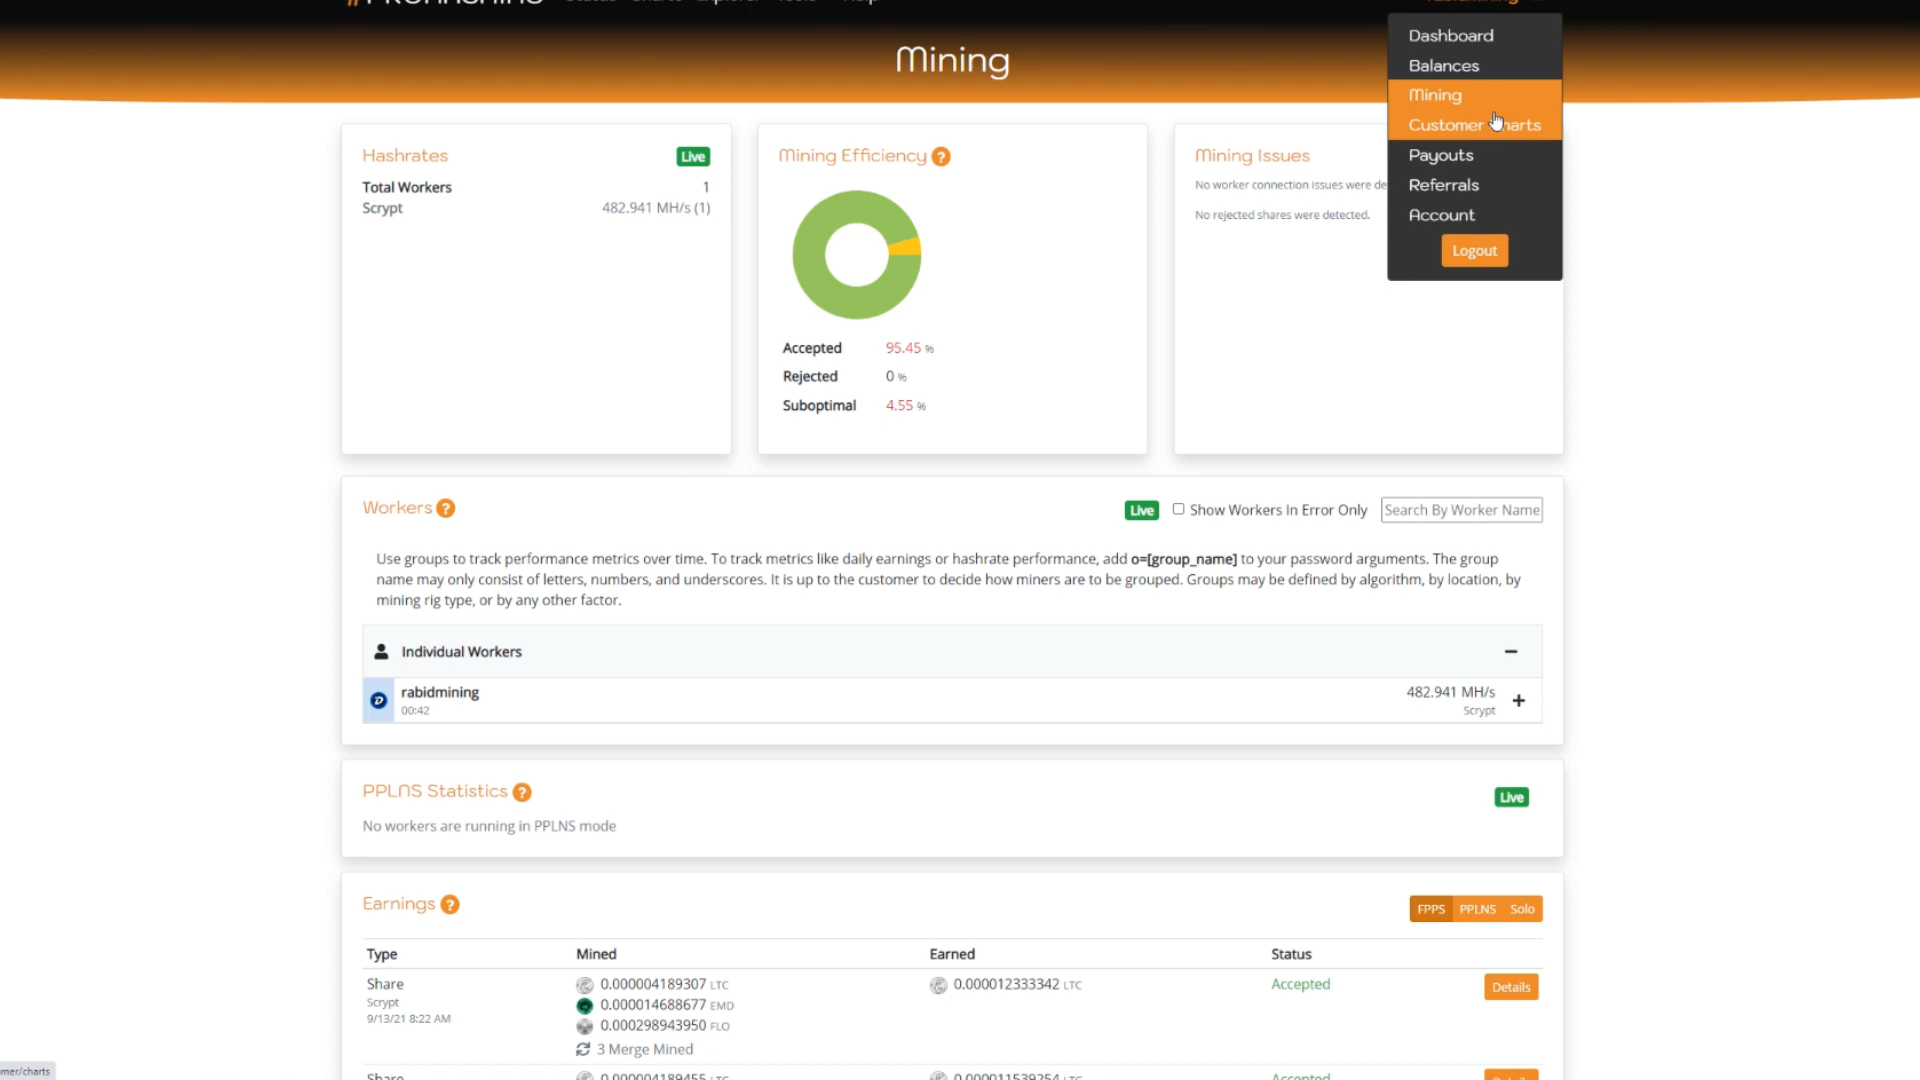 Mining
Dashboard
Balances
Mining
Customer
Payouts
Referrals
Account
Logout
Hashrates
Live
Total Workers 1
Scrypt 482.941 MH/s (1)
Mining Efficiency ?
Accepted 95.45 %
Rejected 0 %
Suboptimal 4.55 %
Mining Issues
No worker connection issues were de
No rejected shares were detected.
Workers ?
Live Show Workers In Error Only Search By Worker Name
Use groups to track performance metrics over time. To track metrics like daily earnings or hashrate performance, add o=[group_name] to your password arguments. The group
name may only consist of letters, numbers, and underscores. It is up to the customer to decide how miners are to be grouped. Groups may be defined by algorithm, by location, by
mining rig type, or by any other factor.
Individual Workers
rabidmining 482.941 MH/s
00:42 Scrypt
PPLNS Statistics ?
Live
No workers are running in PPLNS mode
Earnings ?
FPPS PPLNS Solo
Type Mined Earned Status
Share 0.000004189307 LTC 0.000012333342 LTC Accepted Details
Scrypt 0.000014688677 EMD
9/13/21 8:22 AM 0.000298943950 FLO
3 Merge Mined
Share 0.000004189455 LTC 0.000011539254 LTC Accepted
mer/charts